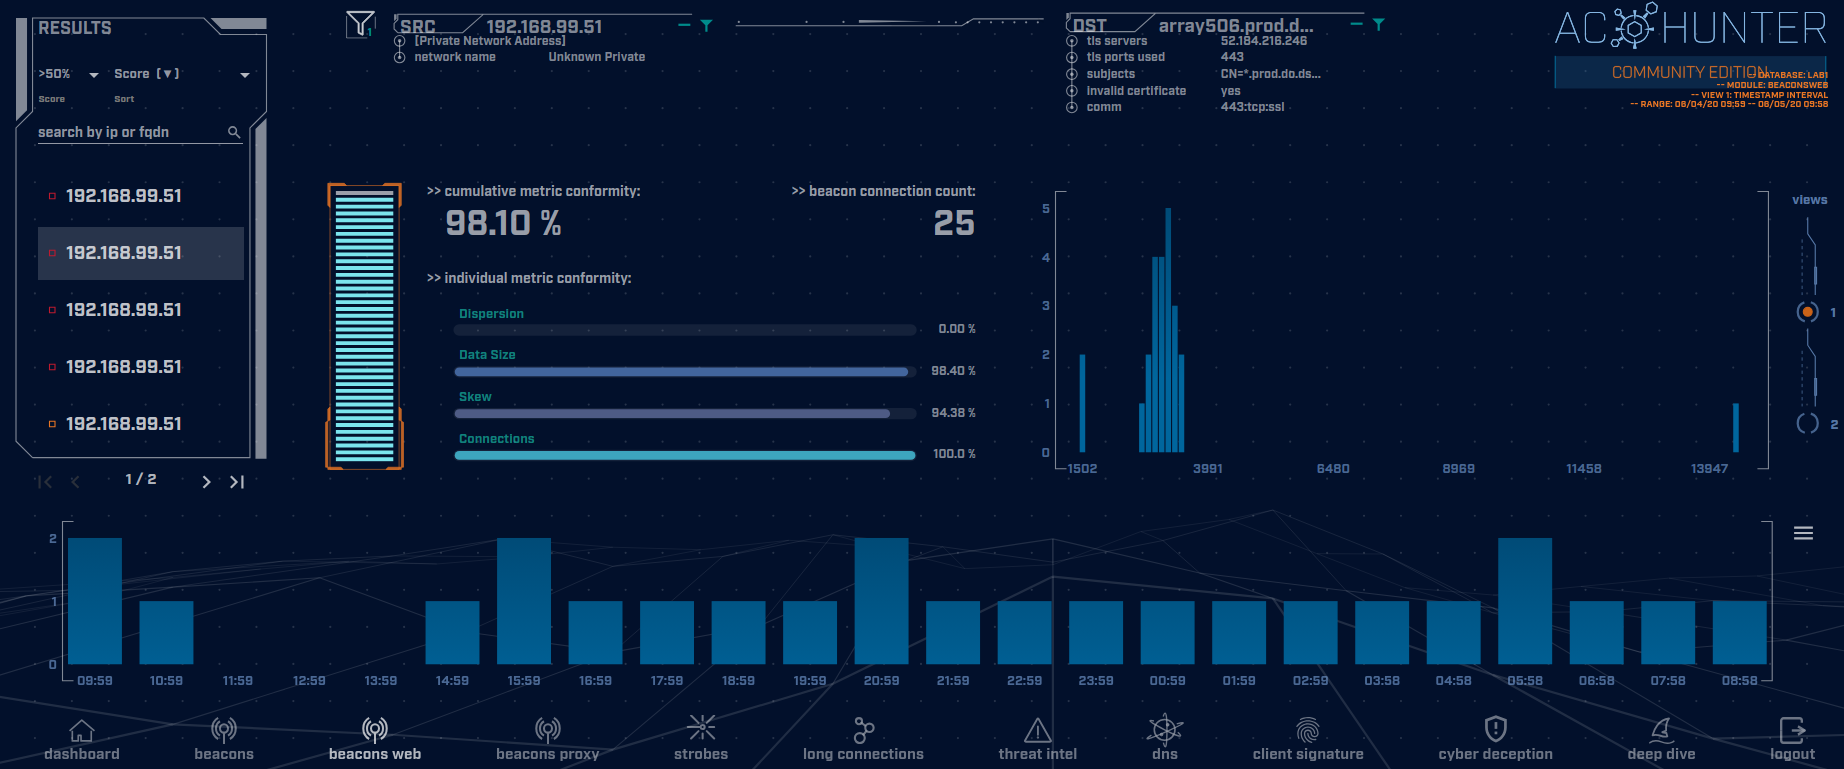 RESULTS
>50%
Score [▼]
Score
Sort
search by ip or fqdn
192.168.99.51
192.168.99.51
192.168.99.51
192.168.99.51
192.168.99.51
1 / 2
1
SRC
192.168.99.51
[Private Network Address]
network name
Unknown Private
DST
array506.prod.d...
tls servers
52.184.216.246
tls ports used
443
subjects
CN=*.prod.do.ds...
invalid certificate
yes
comm
443:tcp:ssl
AC HUNTER
COMMUNITY EDITION
-- DATABASE: LAB1
-- MODULE: BEACONSWEB
-- VIEW 1: TIMESTAMP INTERVAL
-- RANGE: 06/04/20 09:59 -- 06/05/20 09:58
>> cumulative metric conformity:
98.10 %
>> beacon connection count:
25
>> individual metric conformity:
Dispersion
0.00 %
Data Size
98.40 %
Skew
94.38 %
Connections
100.0 %
5
4
3
2
1
0
1502
3991
6480
8969
11458
13947
views
1
2
2
1
0
09:59
10:59
11:59
12:59
13:59
14:59
15:59
16:59
17:59
18:59
19:59
20:59
21:59
22:59
23:59
00:59
01:59
02:59
03:58
04:58
05:58
06:58
07:58
08:58
dashboard
beacons
beacons web
beacons proxy
strobes
long connections
threat intel
dns
client signature
cyber deception
deep dive
logout